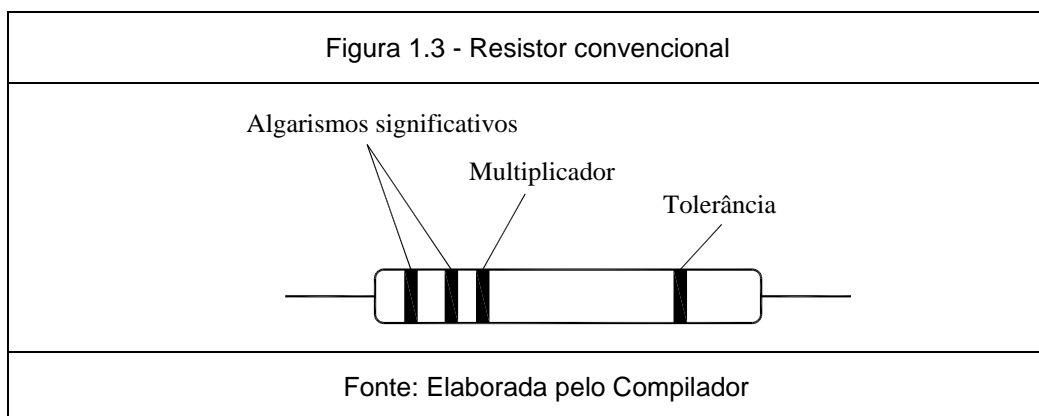 Figura 1.3 - Resistor convencional
Algarismos significativos
Multiplicador
Tolerância
Fonte: Elaborada pelo Compilador